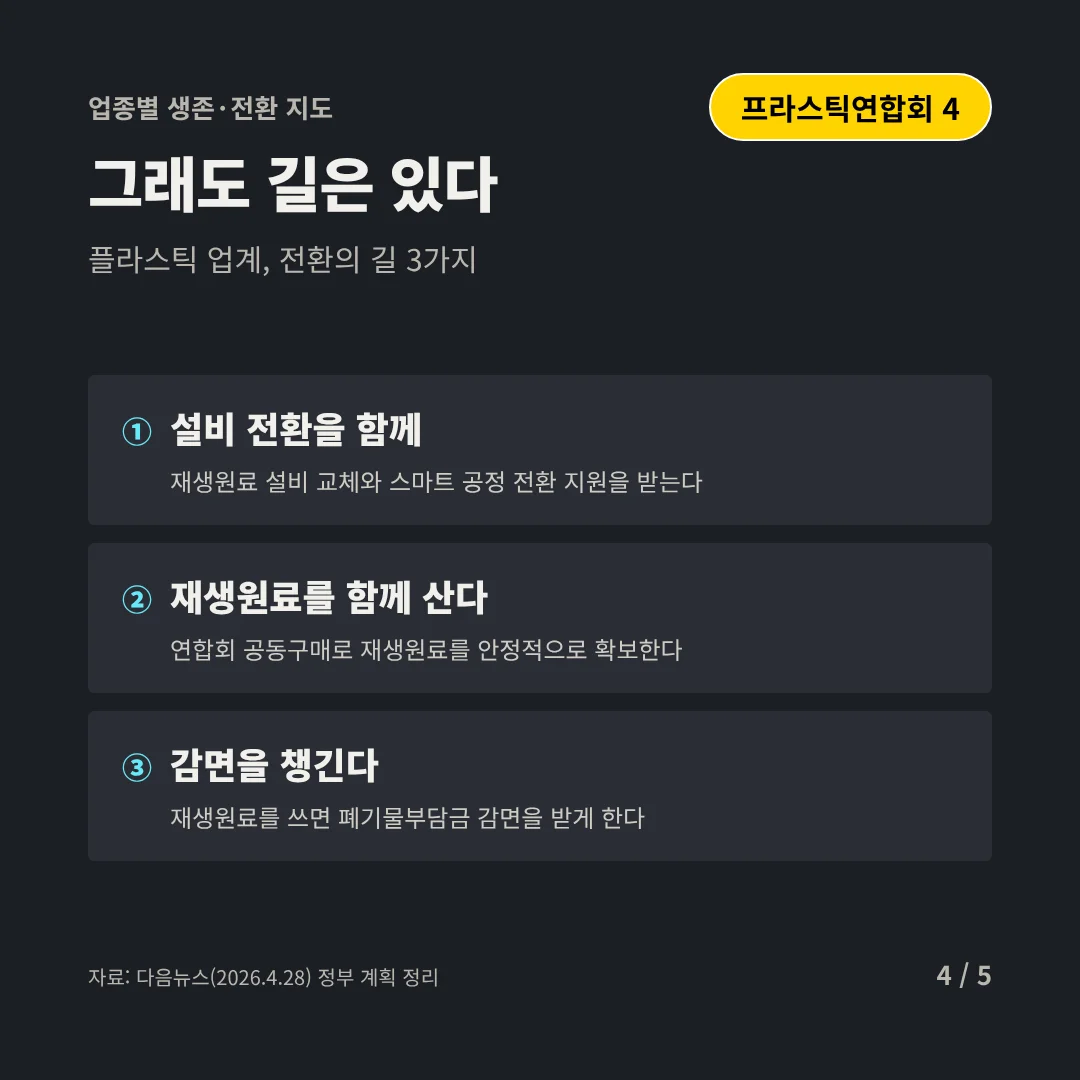 업종별 생존·전환 지도
프라스틱연합회 4
그래도 길은 있다
플라스틱 업계, 전환의 길 3가지
① 설비 전환을 함께
재생원료 설비 교체와 스마트 공정 전환 지원을 받는다
② 재생원료를 함께 산다
연합회 공동구매로 재생원료를 안정적으로 확보한다
③ 감면을 챙긴다
재생원료를 쓰면 폐기물부담금 감면을 받게 한다
자료: 다음뉴스(2026.4.28) 정부 계획 정리
4 / 5